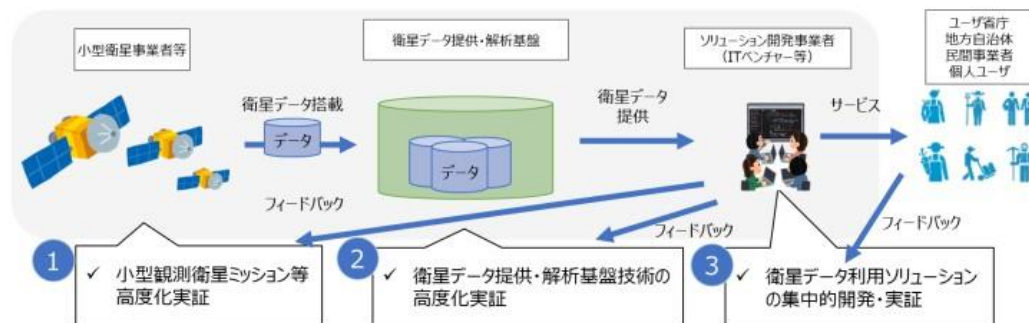 小型衛星事業者等
衛星データ提供・解析基盤
ソリューション開発事業者
（ITベンチャー等）
ユーザ省庁
地方自治体
民間事業者
個人ユーザ
衛星データ搭載
データ
データ
衛星データ
提供
サービス
フィードバック
フィードバック
フィードバック
1
✓ 小型観測衛星ミッション等
高度化実証
2
✓ 衛星データ提供・解析基盤技術の
高度化実証
3
✓ 衛星データ利用ソリューション
の集中的開発・実証